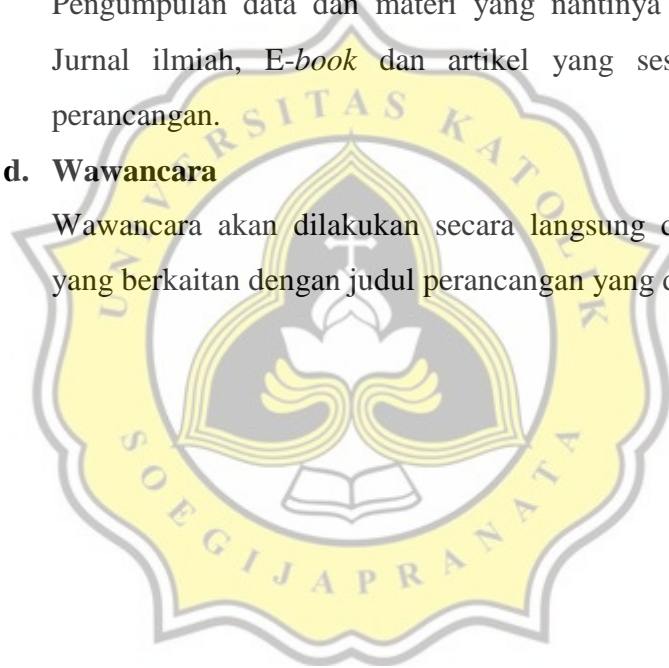 Pengumpulan data dan materi yang nantinya
Jurnal ilmiah, E-book dan artikel yang
perancangan.
d. Wawancara
Wawancara akan dilakukan secara langsung
yang berkaitan dengan judul perancangan yang
UNIVERSITAS KATOLIK
SOEGIJAPRANATA